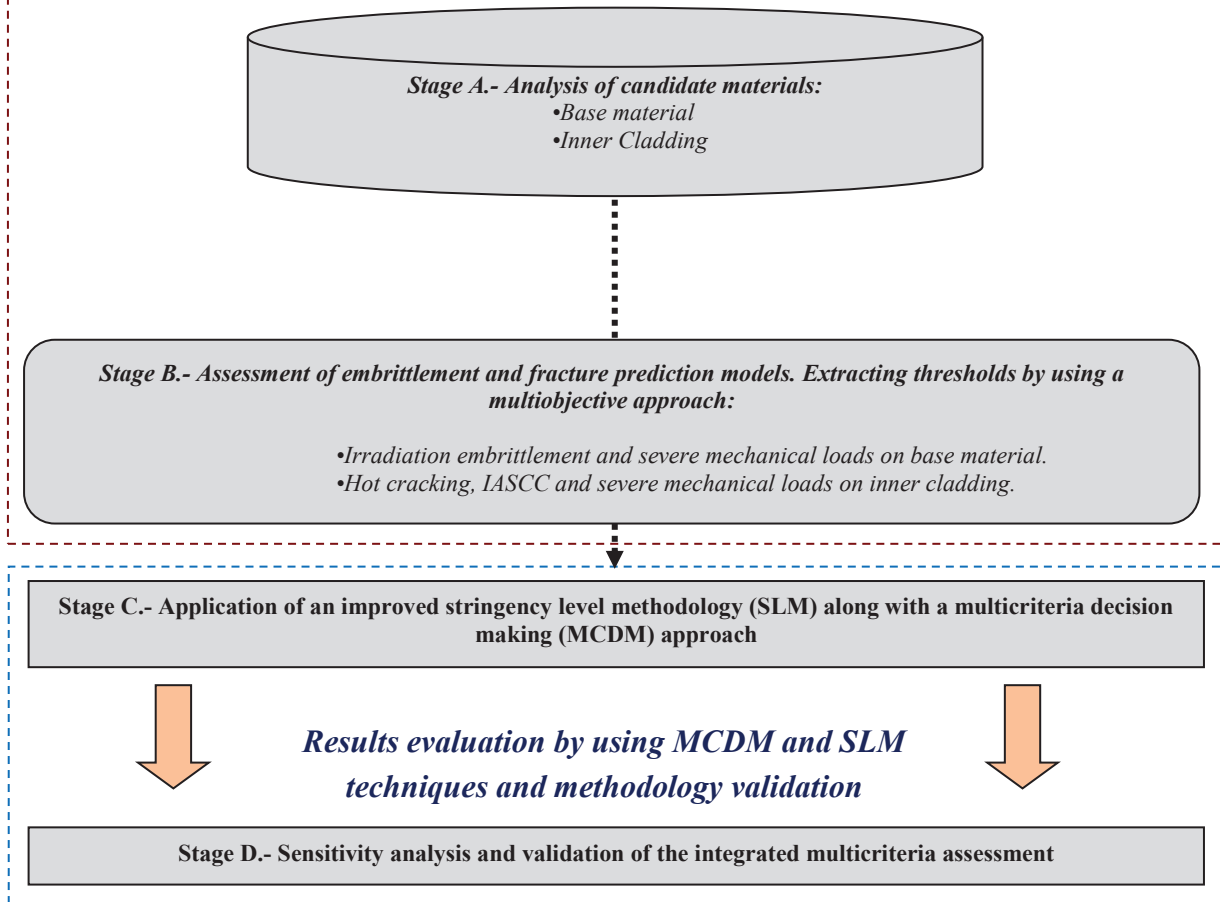 Stage A.- Analysis of candidate materials:
•Base material
•Inner Cladding
Stage B.- Assessment of embrittlement and fracture prediction models. Extracting thresholds by using a
multiobjective approach:
•Irradiation embrittlement and severe mechanical loads on base material.
•Hot cracking, IASCC and severe mechanical loads on inner cladding.
Stage C.- Application of an improved stringency level methodology (SLM) along with a multicriteria decision
making (MCDM) approach
Results evaluation by using MCDM and SLM
techniques and methodology validation
Stage D.- Sensitivity analysis and validation of the integrated multicriteria assessment